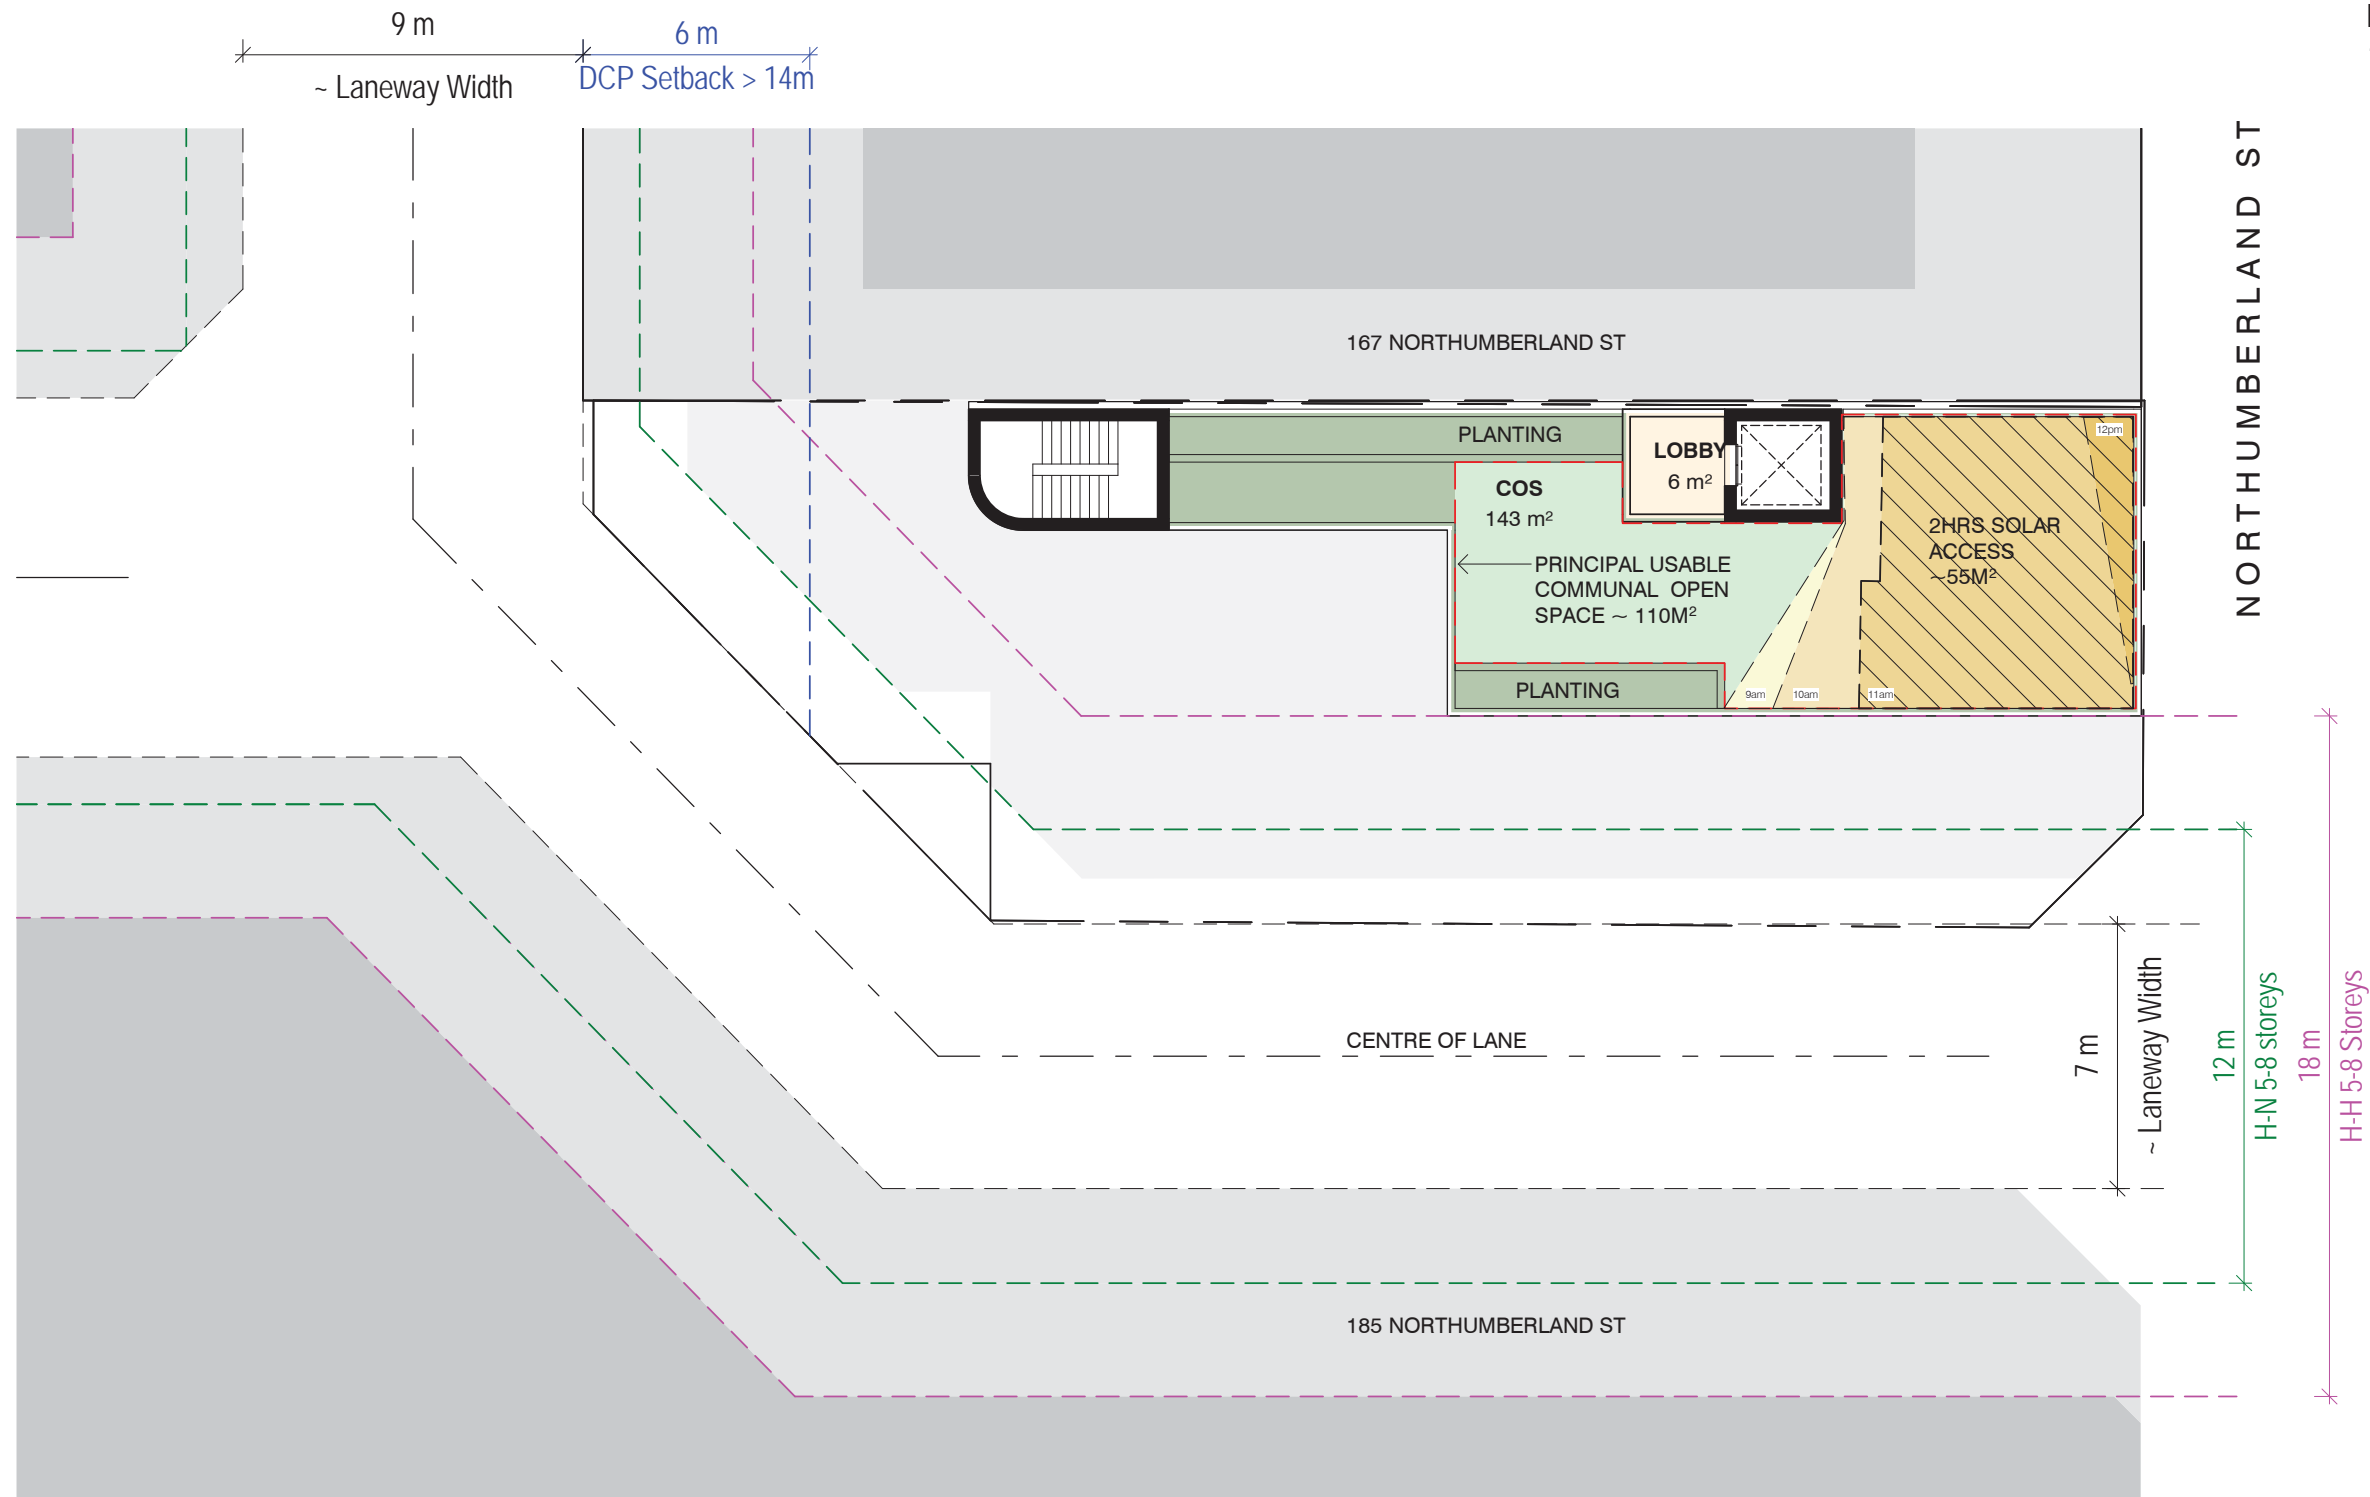 9 m
~ Laneway Width
6 m
DCP Setback > 14m
NORTHUMBERLAND ST
167 NORTHUMBERLAND ST
PLANTING
LOBBY
6 m²
COS
143 m²
PRINCIPAL USABLE
COMMUNAL OPEN
SPACE ~ 110M²
PLANTING
2HRS SOLAR
ACCESS
~55M²
12pm
9am
10am
11am
CENTRE OF LANE
7 m
~ Laneway Width
12 m
H-N 5-8 storeys
18 m
H-H 5-8 Storeys
185 NORTHUMBERLAND ST